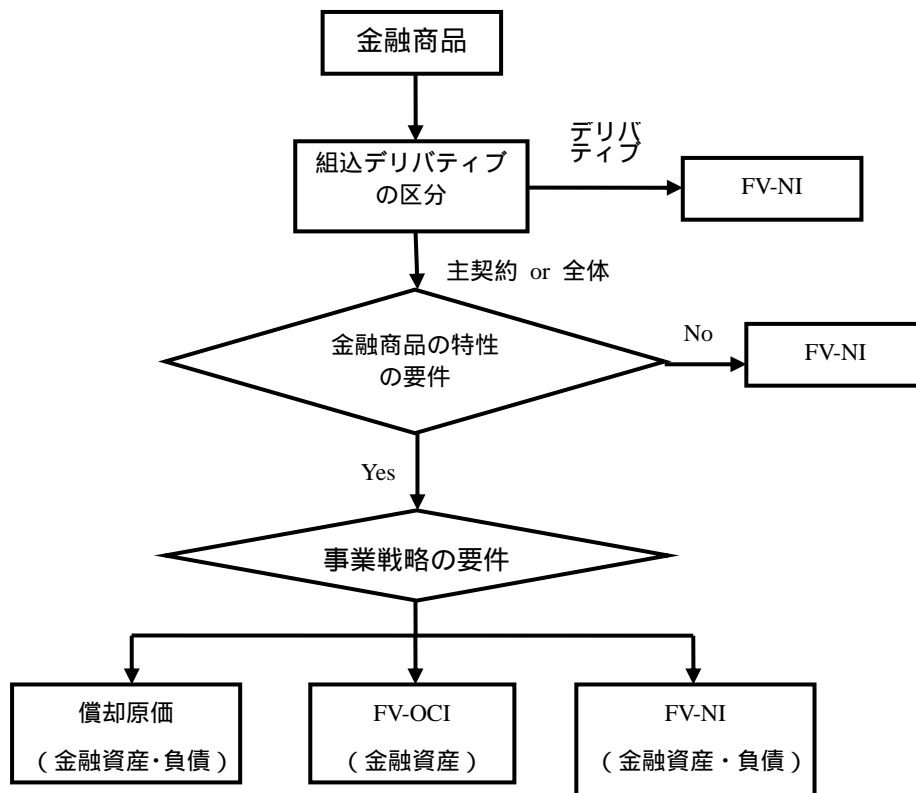 金融商品
デリバ
ティブ
組込デリバティブ
の区分
FV-NI
主契約 or 全体
金融商品の特性
の要件
No
FV-NI
Yes
事業戦略の要件
償却原価
（金融資産・負債）
FV-OCI
（金融資産）
FV-NI
（金融資産・負債）